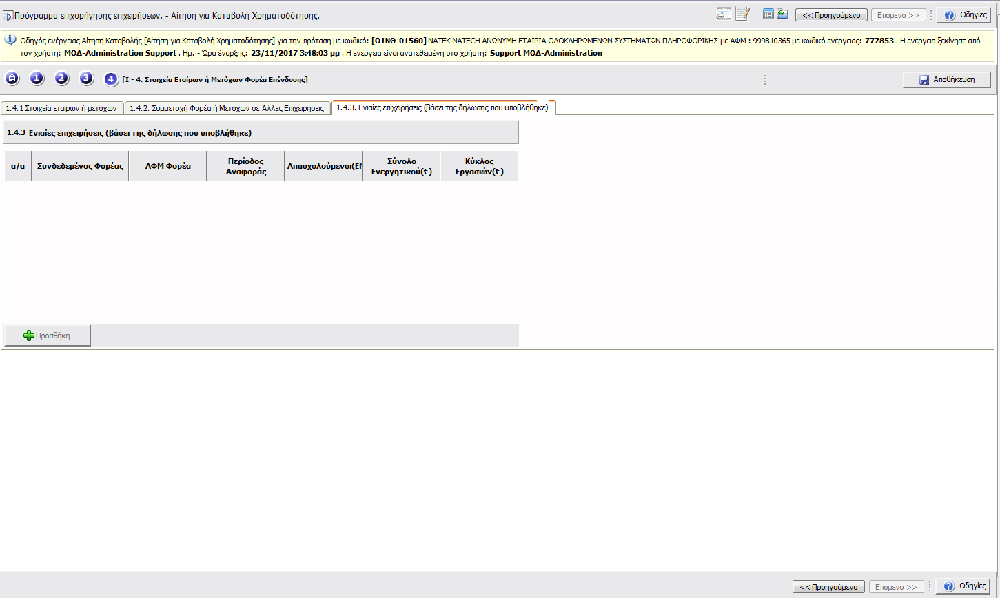 Πρόγραμμα επιχορήγησης επιχειρήσεων. - Αίτηση για Καταβολή Χρηματοδότησης.
<< Προηγούμενο
Επόμενο >>
Οδηγίες
Οδηγός ενέργειας Αίτηση Καταβολής [Αίτηση για Καταβολή Χρηματοδότησης] για την πρόταση με κωδικό: [Ο1ΝΘ-01560] NATEK NATECH ΑΝΩΝΥΜΗ ΕΤΑΙΡΙΑ ΟΛΟΚΛΗΡΩΜΕΝΩΝ ΣΥΣΤΗΜΑΤΩΝ ΠΛΗΡΟΦΟΡΙΚΗΣ με ΑΦΜ : 999810365 με κωδικό ενέργειας: 777853 . Η ενέργεια ξεκίνησε από
τον χρήστη: ΜΟΔ-Administration Support . Ημ. - Ώρα έναρξης: 23/11/2017 3:48:03 μμ . Η ενέργεια είναι ανατεθειμένη στο χρήστη: Support ΜΟΔ-Administration
1
2
3
4
[I - 4. Στοιχεία Εταίρων ή Μετόχων Φορέα Επένδυσης]
Αποθήκευση
1.4.1 Στοιχεία εταίρων ή μετόχων
1.4.2. Συμμετοχή Φορέα ή Μετόχων σε Άλλες Επιχειρήσεις
1.4.3. Ενιαίες επιχειρήσεις (βάσει της δήλωσης που υποβλήθηκε)
1.4.3 Ενιαίες επιχειρήσεις (βάσει της δήλωσης που υποβλήθηκε)
α/α
Συνδεδεμένος Φορέας
ΑΦΜ Φορέα
Περίοδος
Αναφοράς
Απασχολούμενοι(ΕΜ
Σύνολο
Ενεργητικού(€)
Κύκλος
Εργασιών(€)
Προσθήκη
<< Προηγούμενο
Επόμενο >>
Οδηγίες